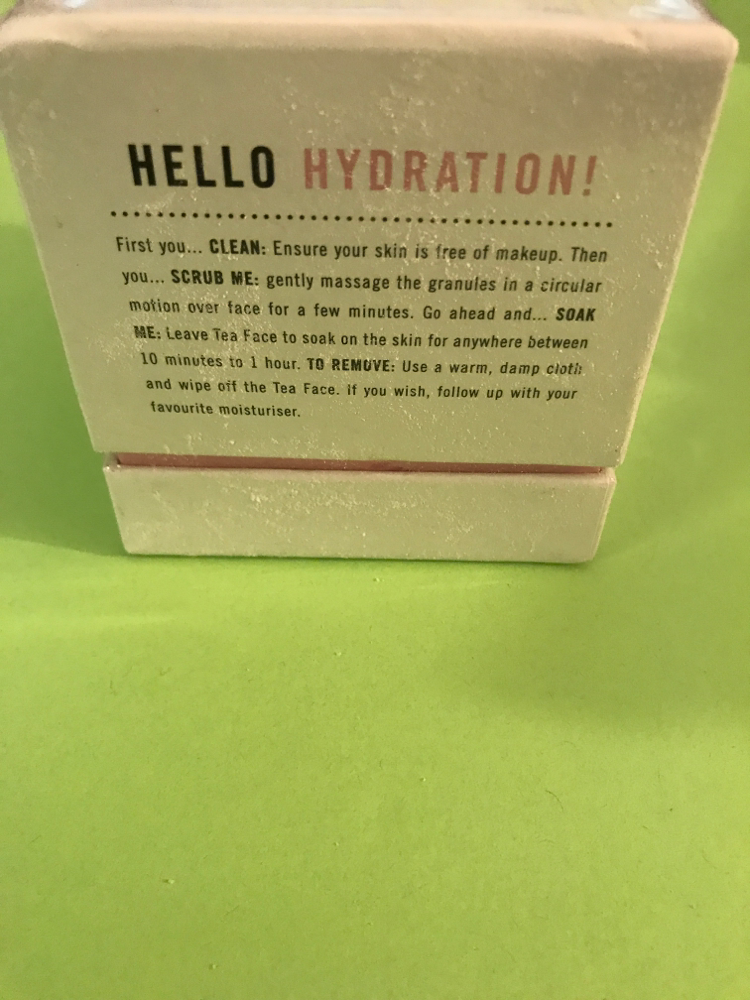 HELLO HYDRATION!
First you... CLEAN: Ensure your skin is free of makeup. Then
you... SCRUB ME: gently massage the granules in a circular
motion over face for a few minutes. Go ahead and... SOAK
ME: Leave Tea Face to soak on the skin for anywhere between
10 minutes to 1 hour. TO REMOVE: Use a warm, damp cloth
and wipe off the Tea Face. If you wish, follow up with your
favourite moisturiser.